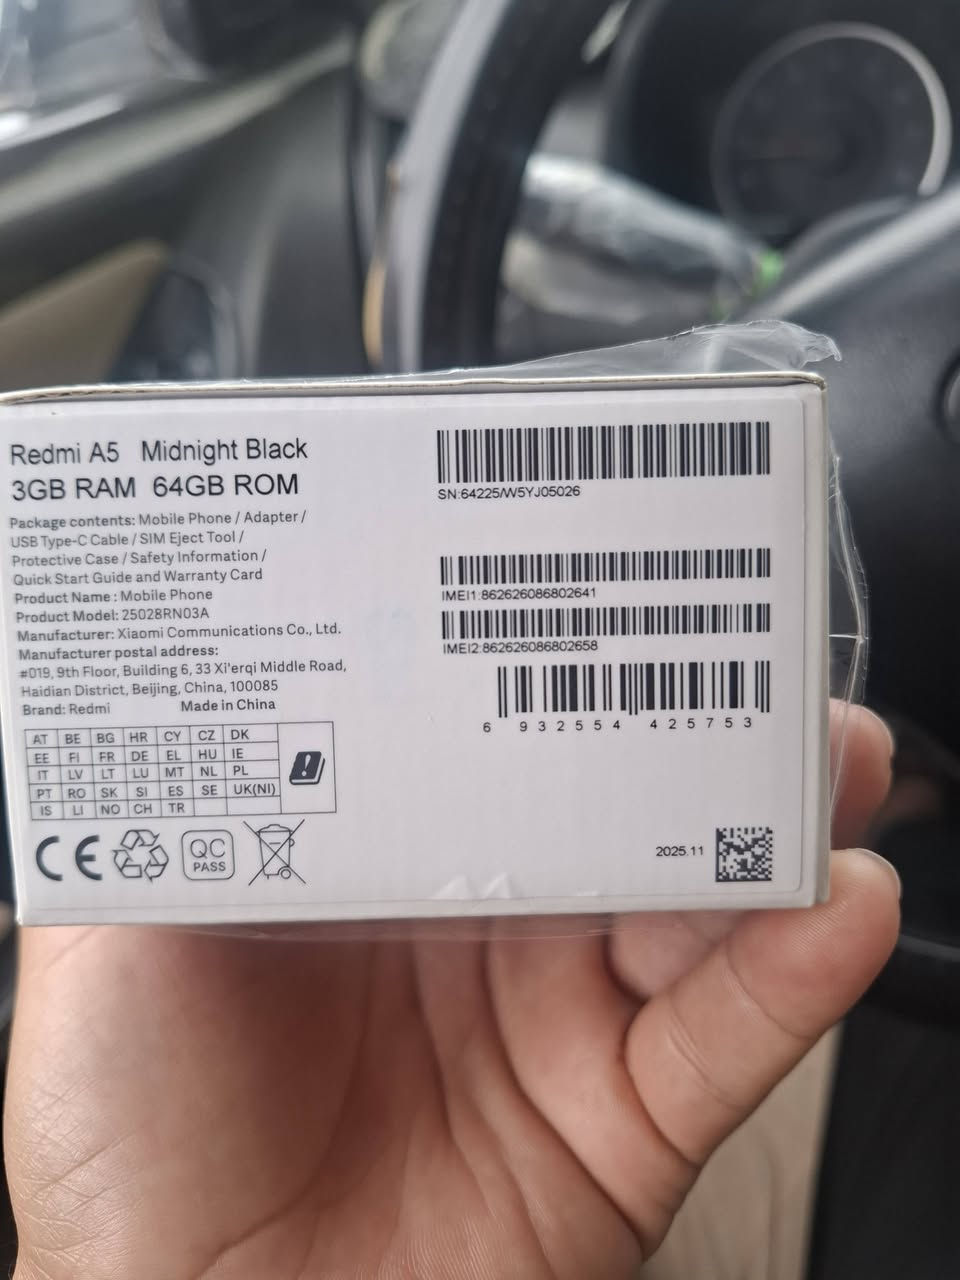 Redmi A5 Midnight Black
3GB RAM 64GB ROM
Package contents: Mobile Phone / Adapter /
USB Type-C Cable / SIM Eject Tool /
Protective Case / Safety Information /
Quick Start Guide and Warranty Card
Product Name : Mobile Phone
Product Model: 25028RN03A
Manufacturer: Xiaomi Communications Co., Ltd.
Manufacturer postal address:
#019, 9th Floor, Building 6, 33 Xi'erqi Middle Road,
Haidian District, Beijing, China, 100085
Brand: Redmi Made in China
AT BE BG HR CY CZ DK
EE FI FR DE EL HU IE
IT LV LT LU MT NL PL
PT RO SK SI ES SE UK(NI)
IS LI NO CH TR
CE
QC
PASS
SN:64225/W5YJ05026
IMEI1:862626086802641
IMEI2:862626086802658
6 932554 425753
2025.11